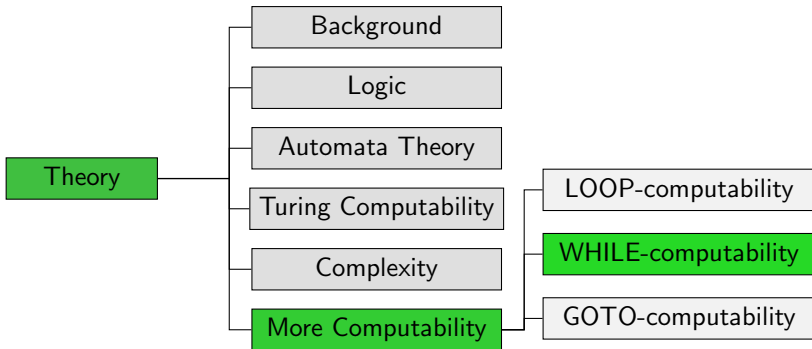 Theory
Background
Logic
Automata Theory
Turing Computability
Complexity
More Computability
LOOP-computability
WHILE-computability
GOTO-computability